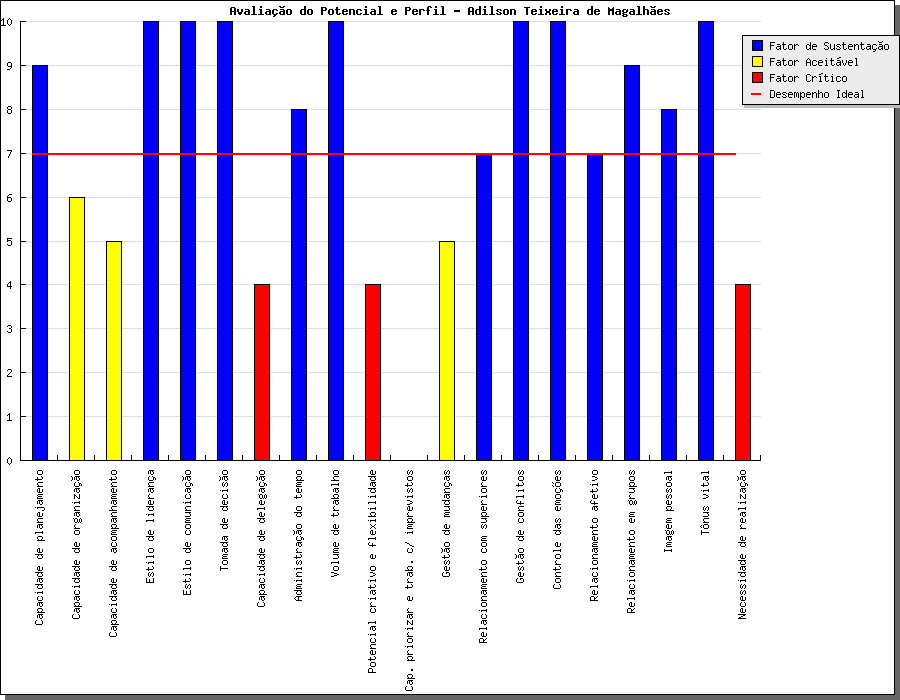 Avaliação do Potencial e Perfil - Adilson Teixeira de Magalhães
Fator de Sustentação
Fator Aceitável
Fator Crítico
Desempenho Ideal
10
9
8
7
6
5
4
3
2
1
0
Capacidade de planejamento
Capacidade de organização
Capacidade de acompanhamento
Estilo de liderança
Estilo de comunicação
Tomada de decisão
Capacidade de delegação
Administração do tempo
Volume de trabalho
Potencial criativo e flexibilidade
Cap. priorizar e trab. c/ imprevistos
Gestão de mudanças
Relacionamento com superiores
Gestão de conflitos
Controle das emoções
Relacionamento afetivo
Relacionamento em grupos
Imagem pessoal
Tônus vital
Necessidade de realização